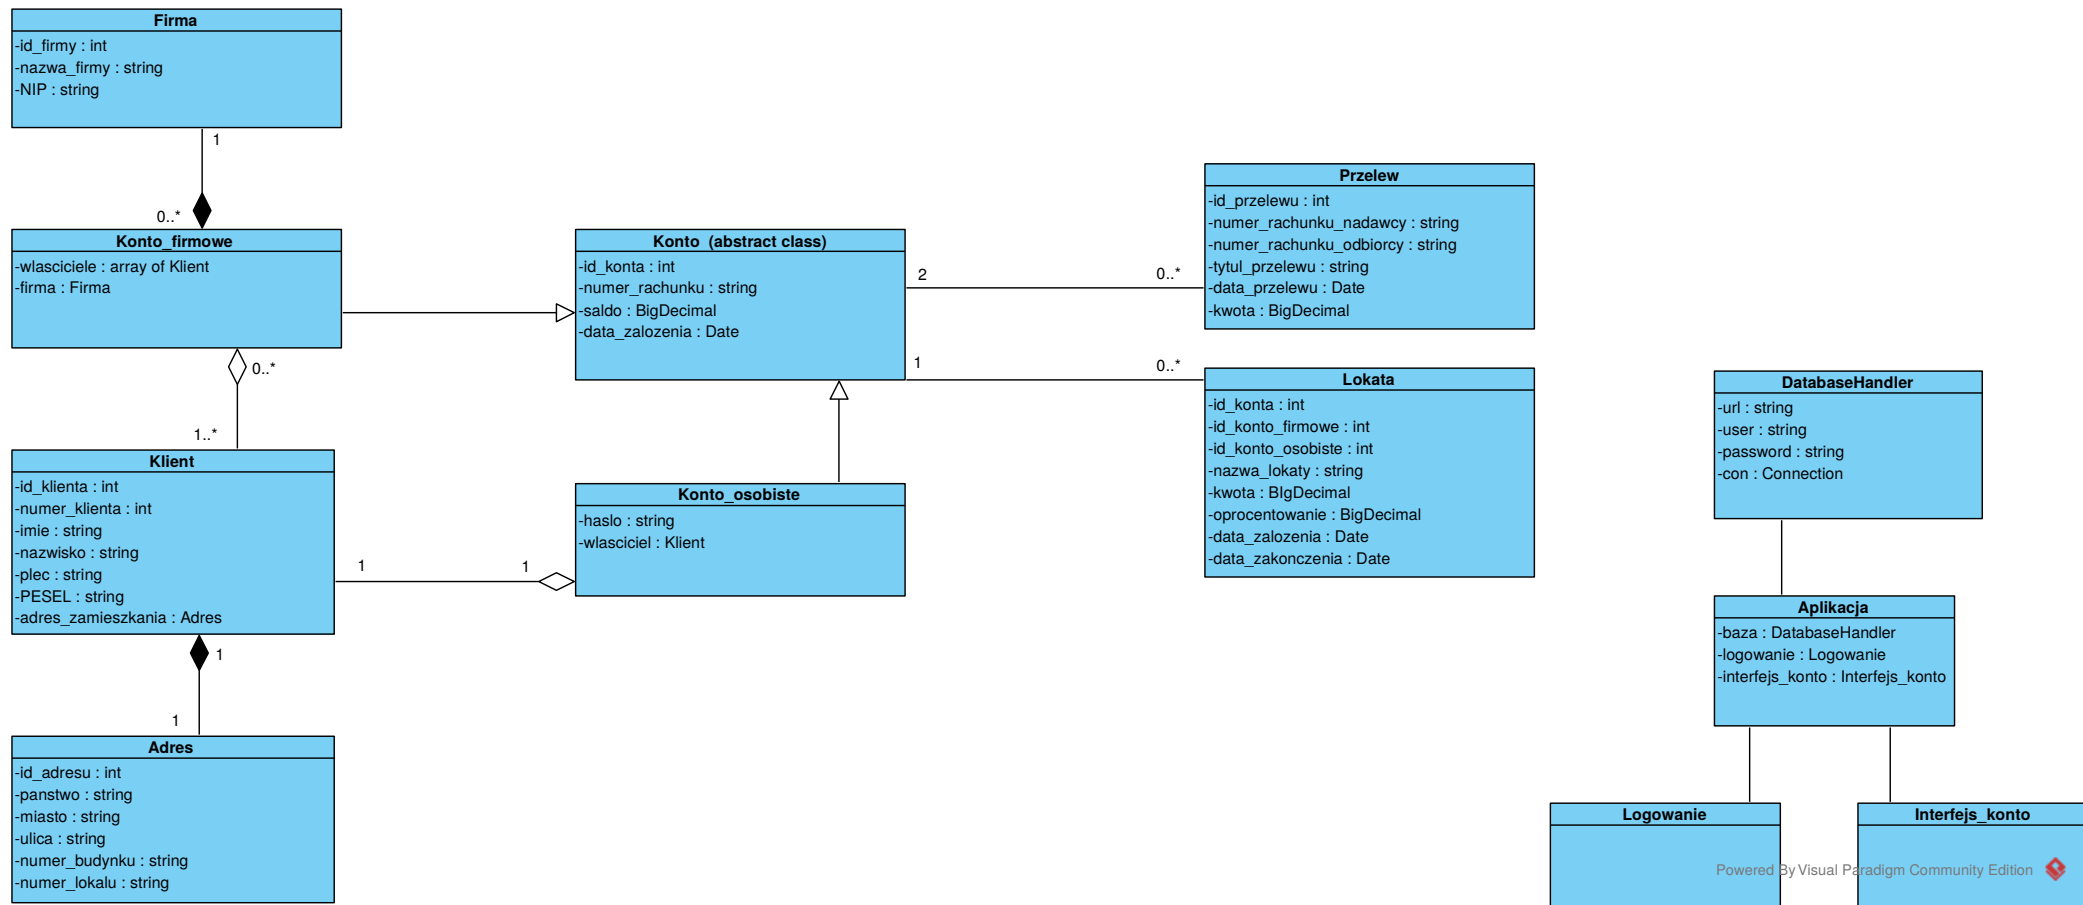 Firma
-id_firmy : int
-nazwa_firmy : string
-NIP : string
1
0..*
Konto_firmowe
-wlasciciele : array of Klient
-firma : Firma
0..*
1..*
Klient
-id_klienta : int
-numer_klienta : int
-imie : string
-nazwisko : string
-plec : string
-PESEL : string
-adres_zamieszkania : Adres
1
1
Adres
-id_adresu : int
-panstwo : string
-miasto : string
-ulica : string
-numer_budynku : string
-numer_lokalu : string
Konto (abstract class)
-id_konta : int
-numer_rachunku : string
-saldo : BigDecimal
-data_zalozenia : Date
1
1
Konto_osobiste
-haslo : string
-wlasciciel : Klient
2
0..*
1
0..*
Przelew
-id_przelewu : int
-numer_rachunku_nadawcy : string
-numer_rachunku_odbiorcy : string
-tytul_przelewu : string
-data_przelewu : Date
-kwota : BigDecimal
Lokata
-id_konta : int
-id_konto_firmowe : int
-id_konto_osobiste : int
-nazwa_lokaty : string
-kwota : BIgDecimal
-oprocentowanie : BigDecimal
-data_zalozenia : Date
-data_zakonczenia : Date
DatabaseHandler
-url : string
-user : string
-password : string
-con : Connection
Aplikacja
-baza : DatabaseHandler
-logowanie : Logowanie
-interfejs_konto : Interfejs_konto
Logowanie
Interfejs_konto
Powered By Visual Paradigm Community Edition